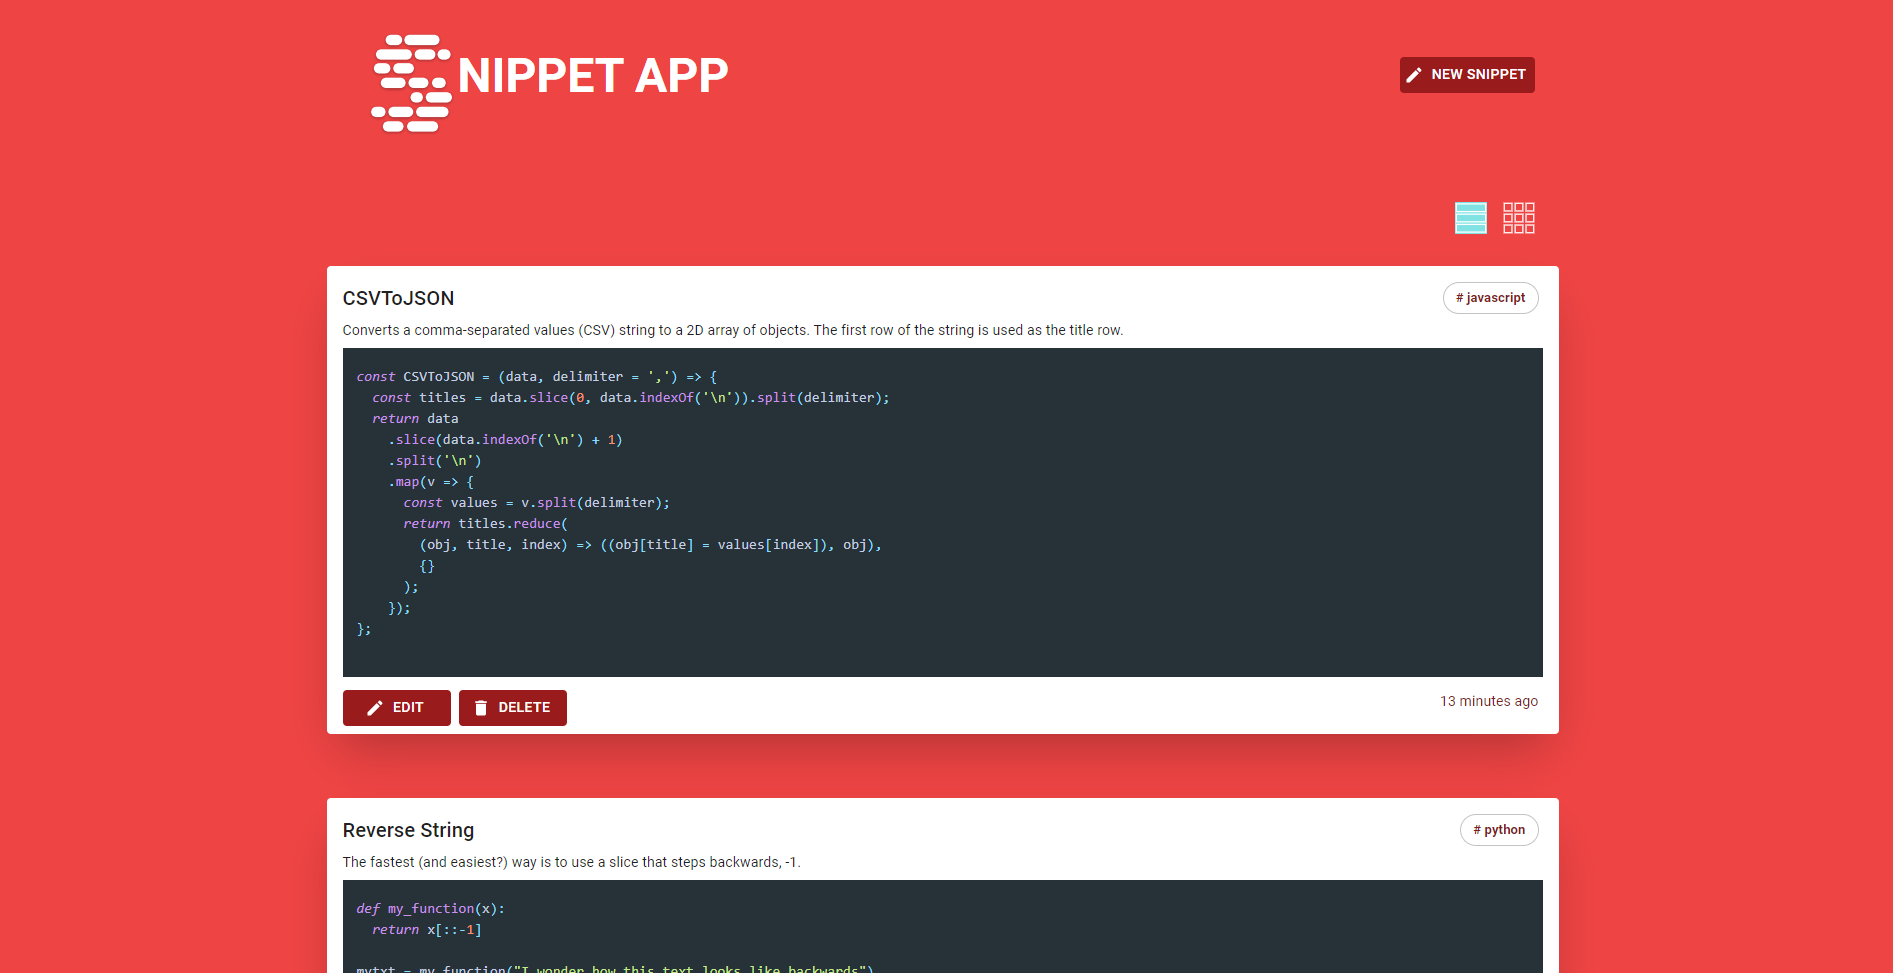 NIPPET APP
NEW SNIPPET
CSVToJSON
# javascript
Converts a comma-separated values (CSV) string to a 2D array of objects. The first row of the string is used as the title row.
const CSVToJSON = (data, delimiter = ',') => {
  const titles = data.slice(0, data.indexOf('\n')).split(delimiter);
  return data
    .slice(data.indexOf('\n') + 1)
    .split('\n')
    .map(v => {
      const values = v.split(delimiter);
      return titles.reduce(
        (obj, title, index) => ((obj[title] = values[index]), obj),
        {}
      );
    });
};
EDIT
DELETE
13 minutes ago
Reverse String
# python
The fastest (and easiest?) way is to use a slice that steps backwards, -1.
def my_function(x):
  return x[::-1]
mytxt = my_function("I wonder how this text looks like backwards")